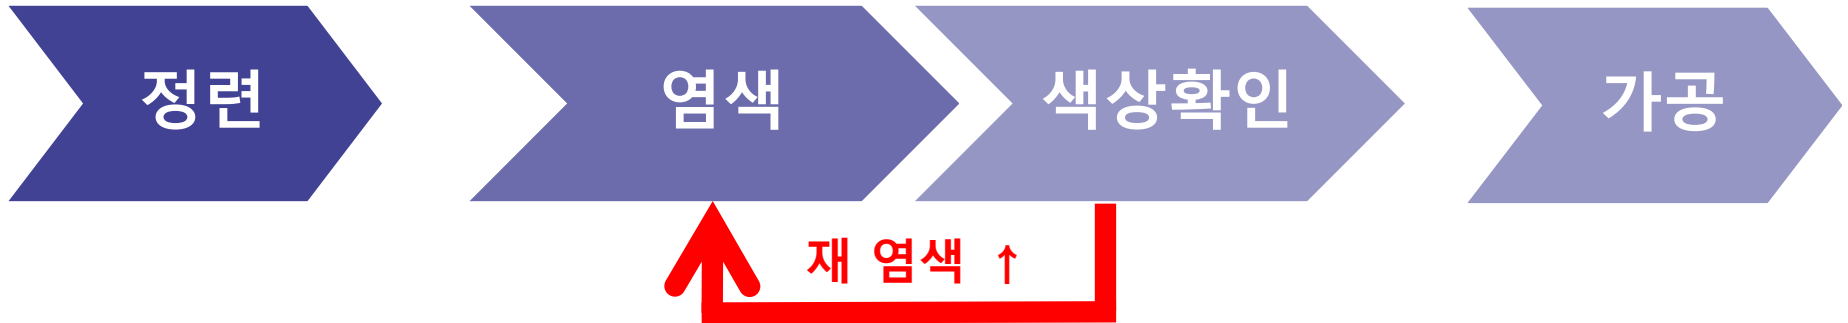 정련
염색
색상확인
가공
재 염색 ↑